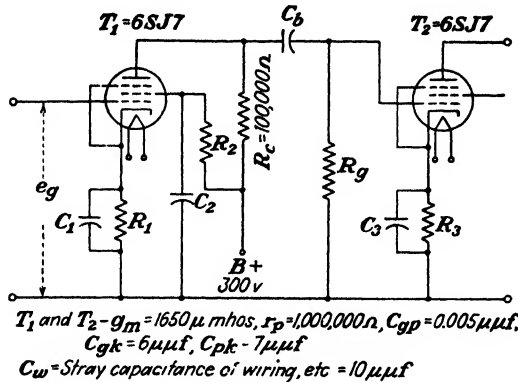 T₁=6SJ7
C_b
T₂=6SJ7
R₂
R_c=100,000Ω
R_g
e_g
C₁
R₁
C₂
C₃
R₃
B+
300v
T₁ and T₂-g_m=1650μmhos, r_p=1,000,000Ω, C_gp=0.005μμf,
C_gk=6μμf, C_pk-7μμf
C_w=Stray capacitance of wiring, etc=10μμf